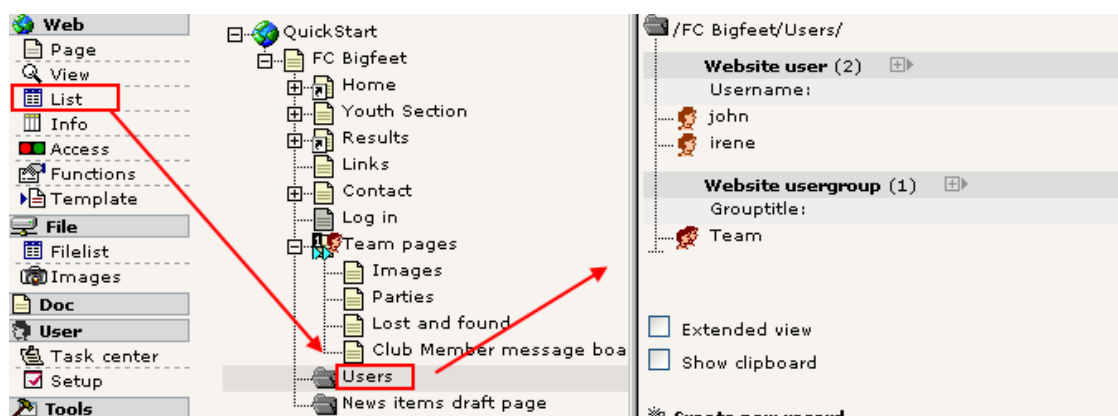 Web
Page
View
List
Info
Access
Functions
Template
File
Filelist
Images
Doc
User
Task center
Setup
Tools
QuickStart
FC Bigfeet
Home
Youth Section
Results
Links
Contact
Log in
Team pages
Images
Parties
Lost and found
Club Member message boa
Users
News items draft page
/FC Bigfeet/Users/
Website user (2)
Username:
john
irene
Website usergroup (1)
Grouptitle:
Team
Extended view
Show clipboard
Create new record